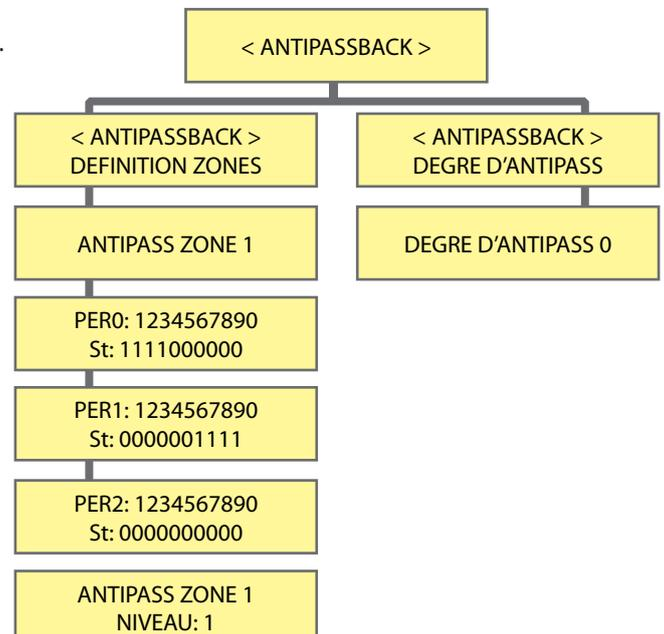 .
< ANTIPASSBACK >
< ANTIPASSBACK >
DEFINITION ZONES
ANTIPASS ZONE 1
PER0: 1234567890
St: 1111000000
PER1: 1234567890
St: 0000001111
PER2: 1234567890
St: 0000000000
ANTIPASS ZONE 1
NIVEAU: 1
< ANTIPASSBACK >
DEGRE D'ANTIPASS
DEGRE D'ANTIPASS 0